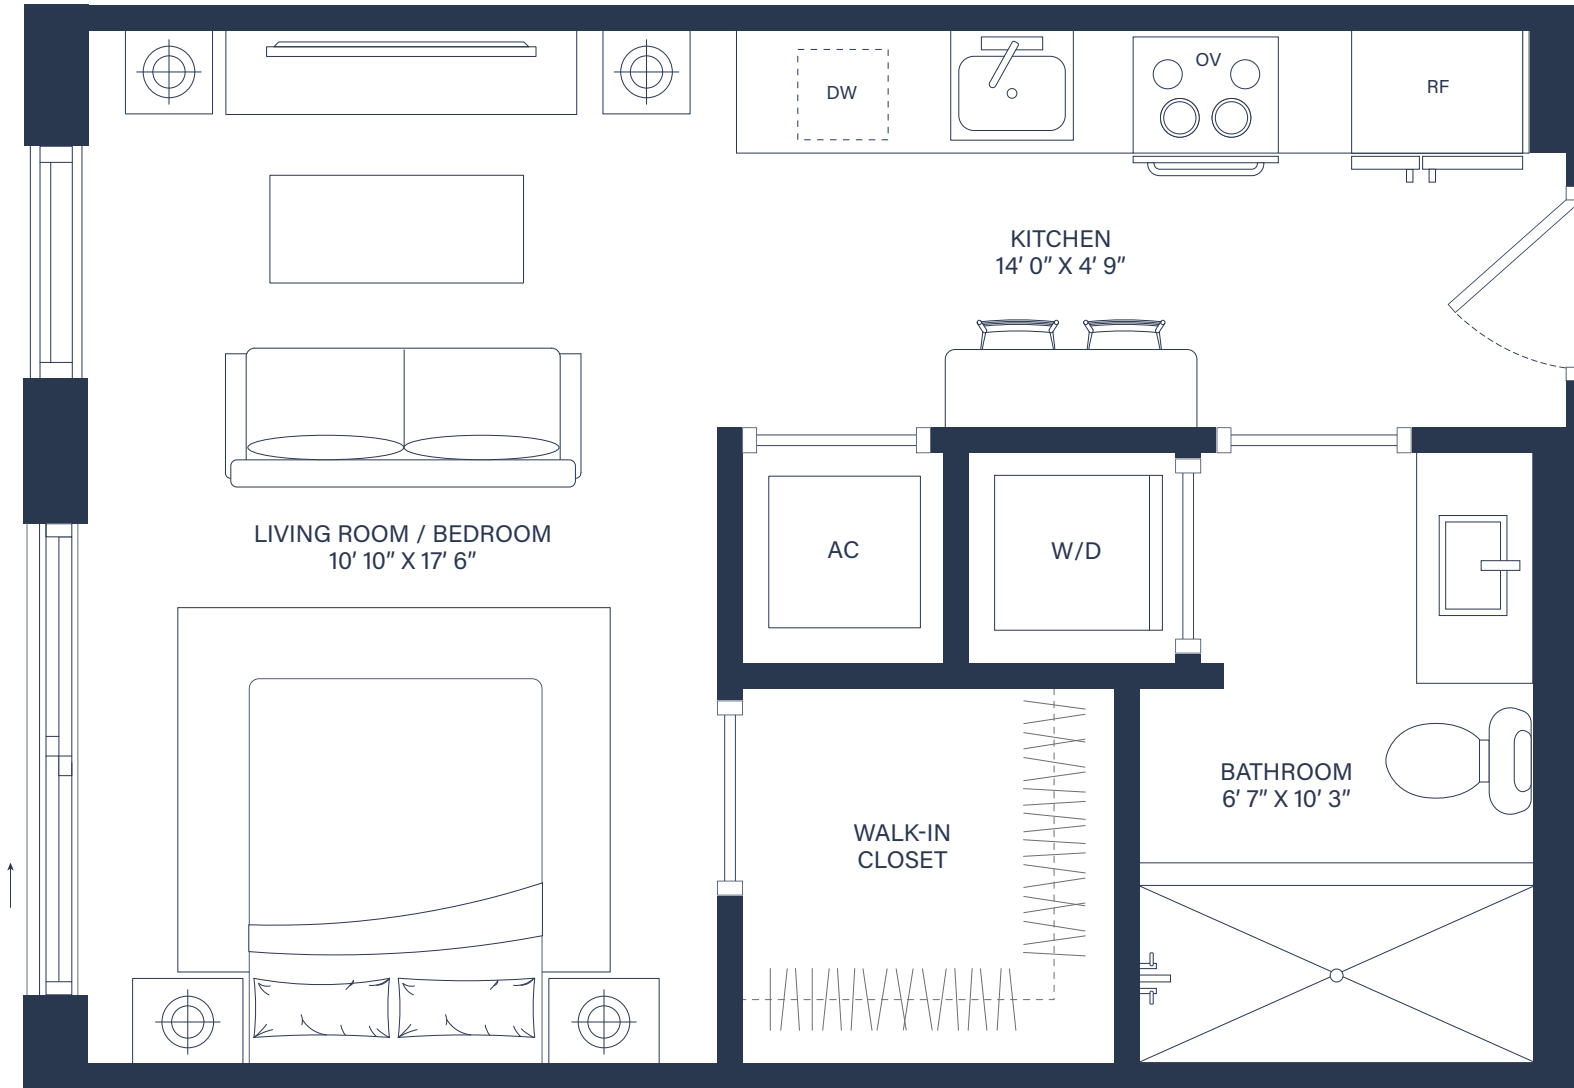 DW
OV
RF
KITCHEN
14′ 0″ X 4′ 9″
LIVING ROOM / BEDROOM
10′ 10″ X 17′ 6″
AC
W/D
BATHROOM
6′ 7″ X 10′ 3″
WALK-IN
CLOSET